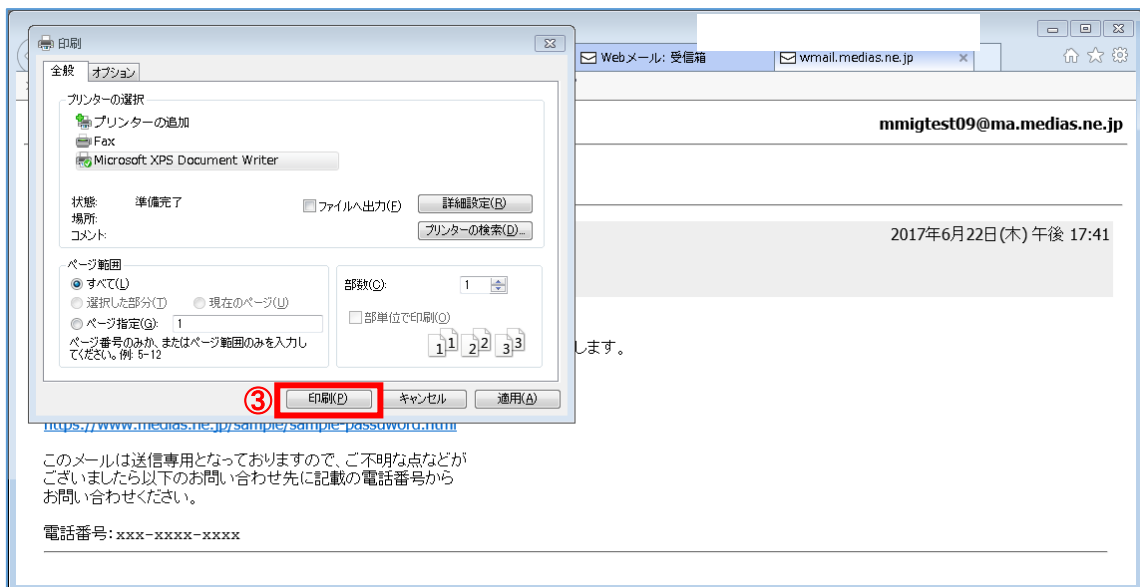 印刷
Webメール: 受信箱
wmail.medias.ne.jp
全般 オプション
プリンターの選択
プリンターの追加
Fax
Microsoft XPS Document Writer
状態: 準備完了
場所:
コメント:
ファイルへ出力(F)
詳細設定(R)
プリンターの検索(D)...
ページ範囲
すべて(L)
選択した部分(T) 現在のページ(U)
ページ指定(G): 1
ページ番号のみか、またはページ範囲のみを入力し
てください。例: 5-12
部数(C): 1
部単位で印刷(O)
11 22 33
③ 印刷(P) キャンセル 適用(A)
mmigtest09@ma.medias.ne.jp
2017年6月22日(木) 午後 17:41
します。
https://www.medias.ne.jp/sample/sample-passuword.html
このメールは送信専用となっておりますので、ご不明な点などが
ございましたら以下のお問い合わせ先に記載の電話番号から
お問い合わせください。
電話番号：xxx-xxxx-xxxx